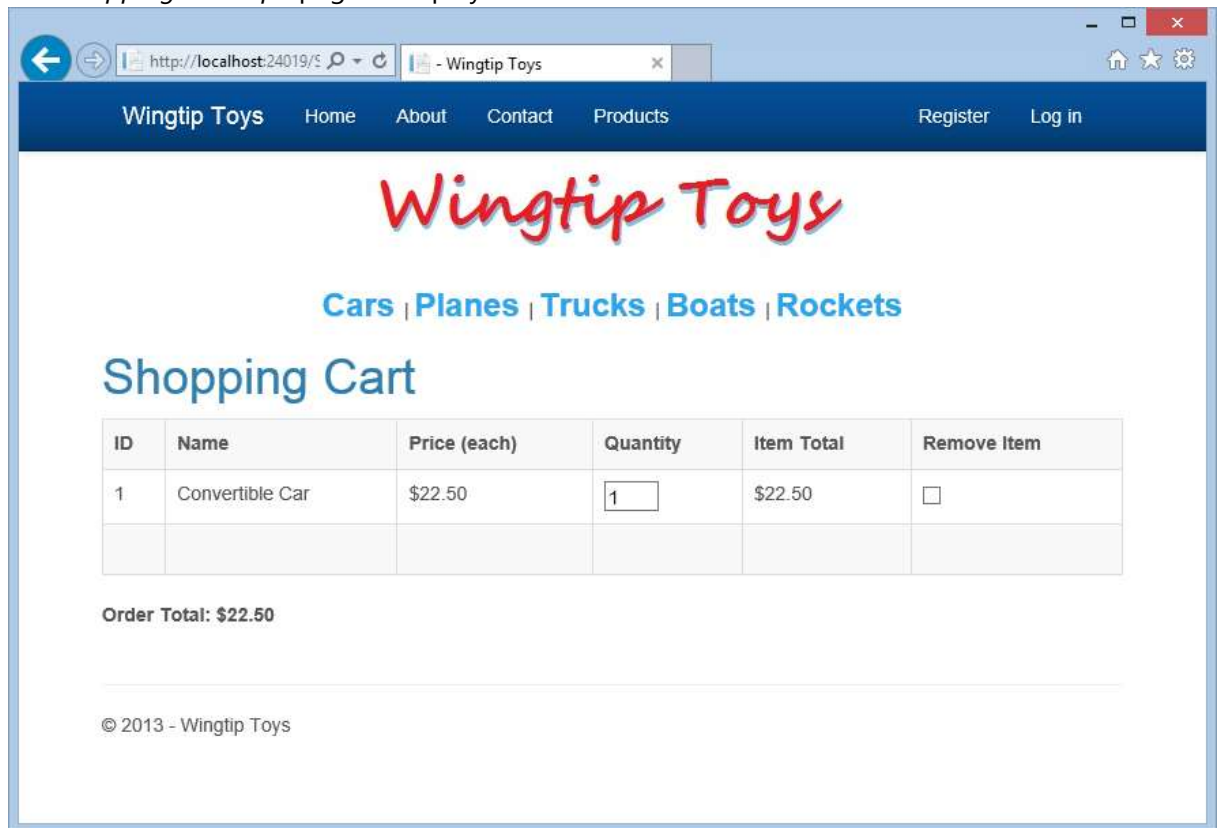 http://localhost:24019/S
- Wingtip Toys
Wingtip Toys Home About Contact Products Register Log in
Wingtip Toys
Cars | Planes | Trucks | Boats | Rockets
Shopping Cart
ID Name Price (each) Quantity Item Total Remove Item
1 Convertible Car $22.50 1 $22.50
Order Total: $22.50
© 2013 - Wingtip Toys